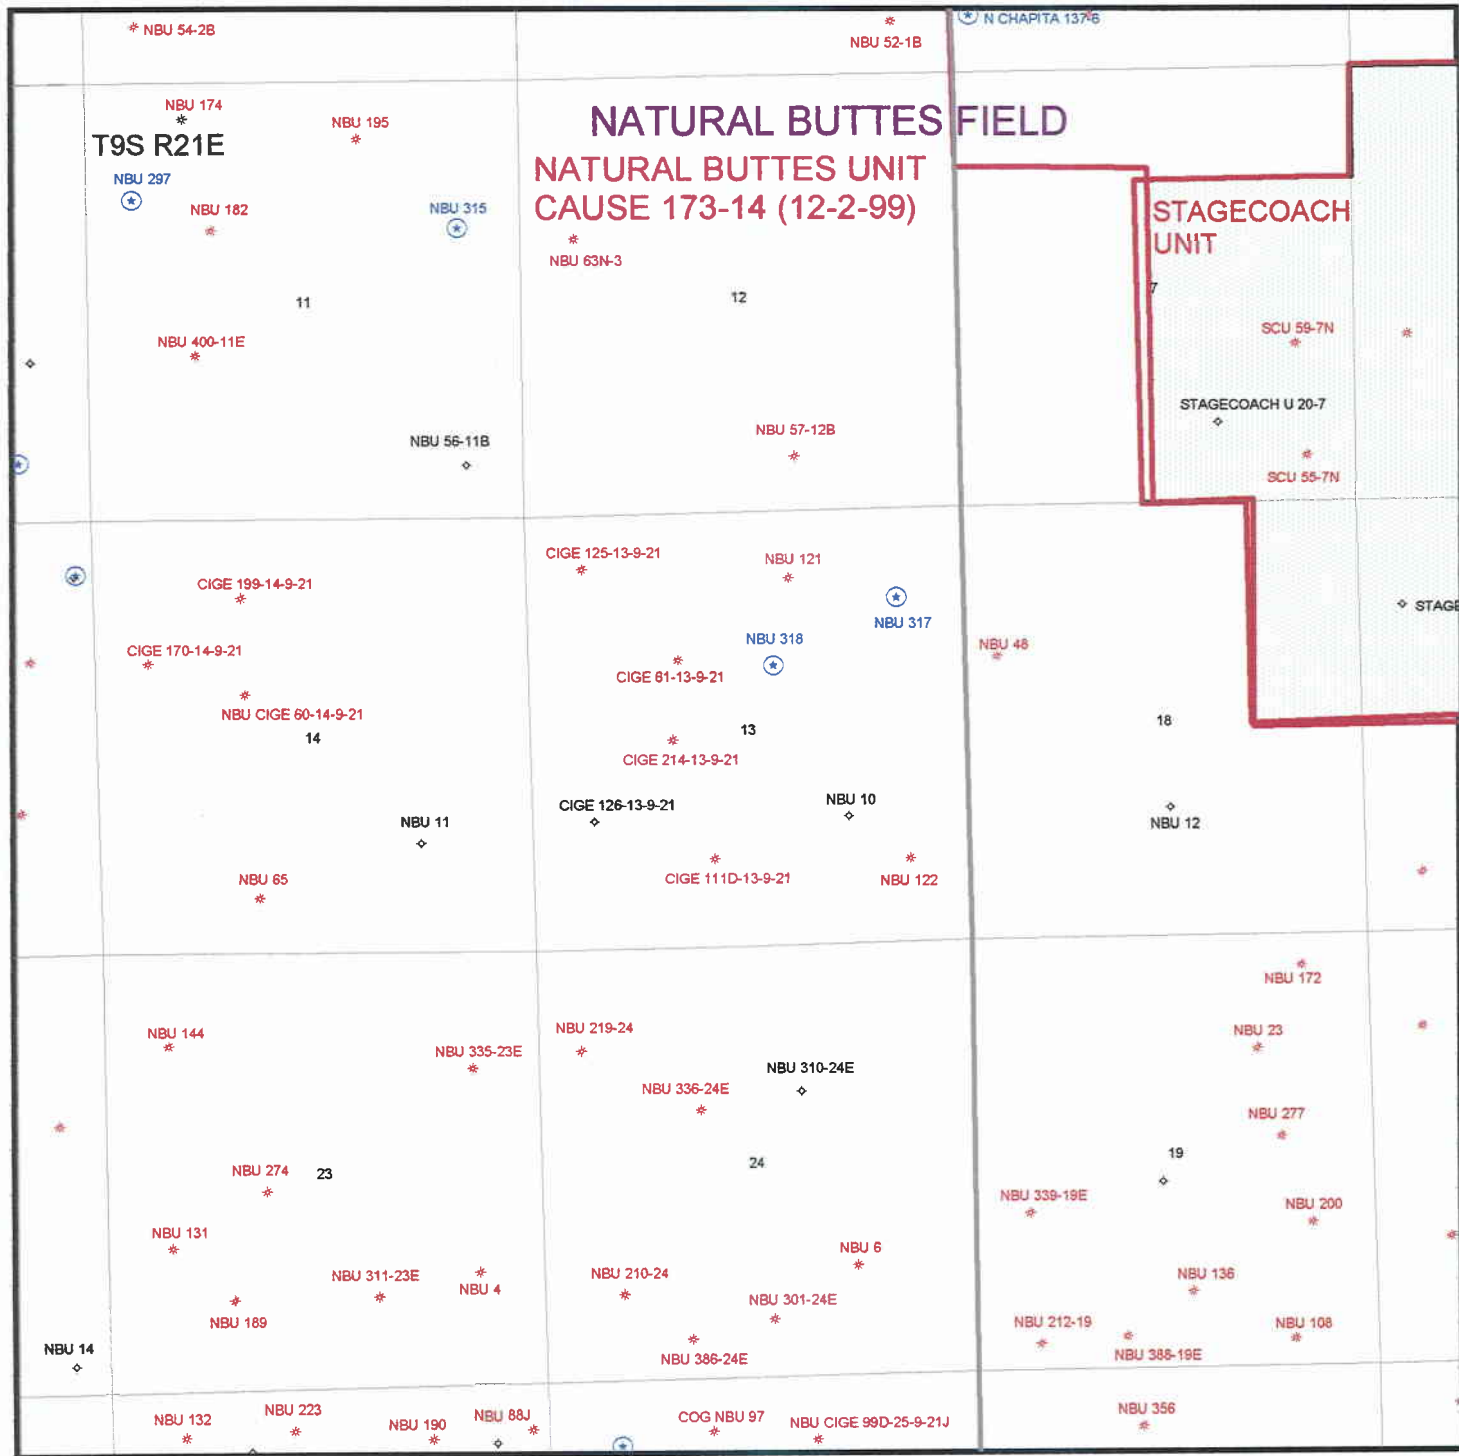 NBU 54-2B
NBU 52-1B
N CHAPITA 137-6
NBU 174
NBU 195
NATURAL BUTTES FIELD
T9S R21E
NATURAL BUTTES UNIT
CAUSE 173-14 (12-2-99)
NBU 297
NBU 182
NBU 315
STAGECOACH
UNIT
NBU 63N-3
11
12
7
NBU 400-11E
SCU 59-7N
STAGECOACH U 20-7
NBU 56-11B
NBU 57-12B
SCU 55-7N
CIGE 125-13-9-21
NBU 121
CIGE 199-14-9-21
STAGE
NBU 317
NBU 318
NBU 48
CIGE 170-14-9-21
CIGE 61-13-9-21
NBU CIGE 60-14-9-21
14
13
18
CIGE 214-13-9-21
CIGE 126-13-9-21
NBU 10
NBU 11
NBU 12
NBU 65
CIGE 111D-13-9-21
NBU 122
NBU 172
NBU 144
NBU 219-24
NBU 23
NBU 335-23E
NBU 310-24E
NBU 336-24E
NBU 277
24
19
NBU 274
23
NBU 339-19E
NBU 200
NBU 131
NBU 6
NBU 311-23E
NBU 4
NBU 210-24
NBU 136
NBU 301-24E
NBU 189
NBU 212-19
NBU 108
NBU 14
NBU 386-24E
NBU 388-19E
NBU 132
NBU 223
NBU 190
NBU 88J
COG NBU 97
NBU CIGE 99D-25-9-21J
NBU 356